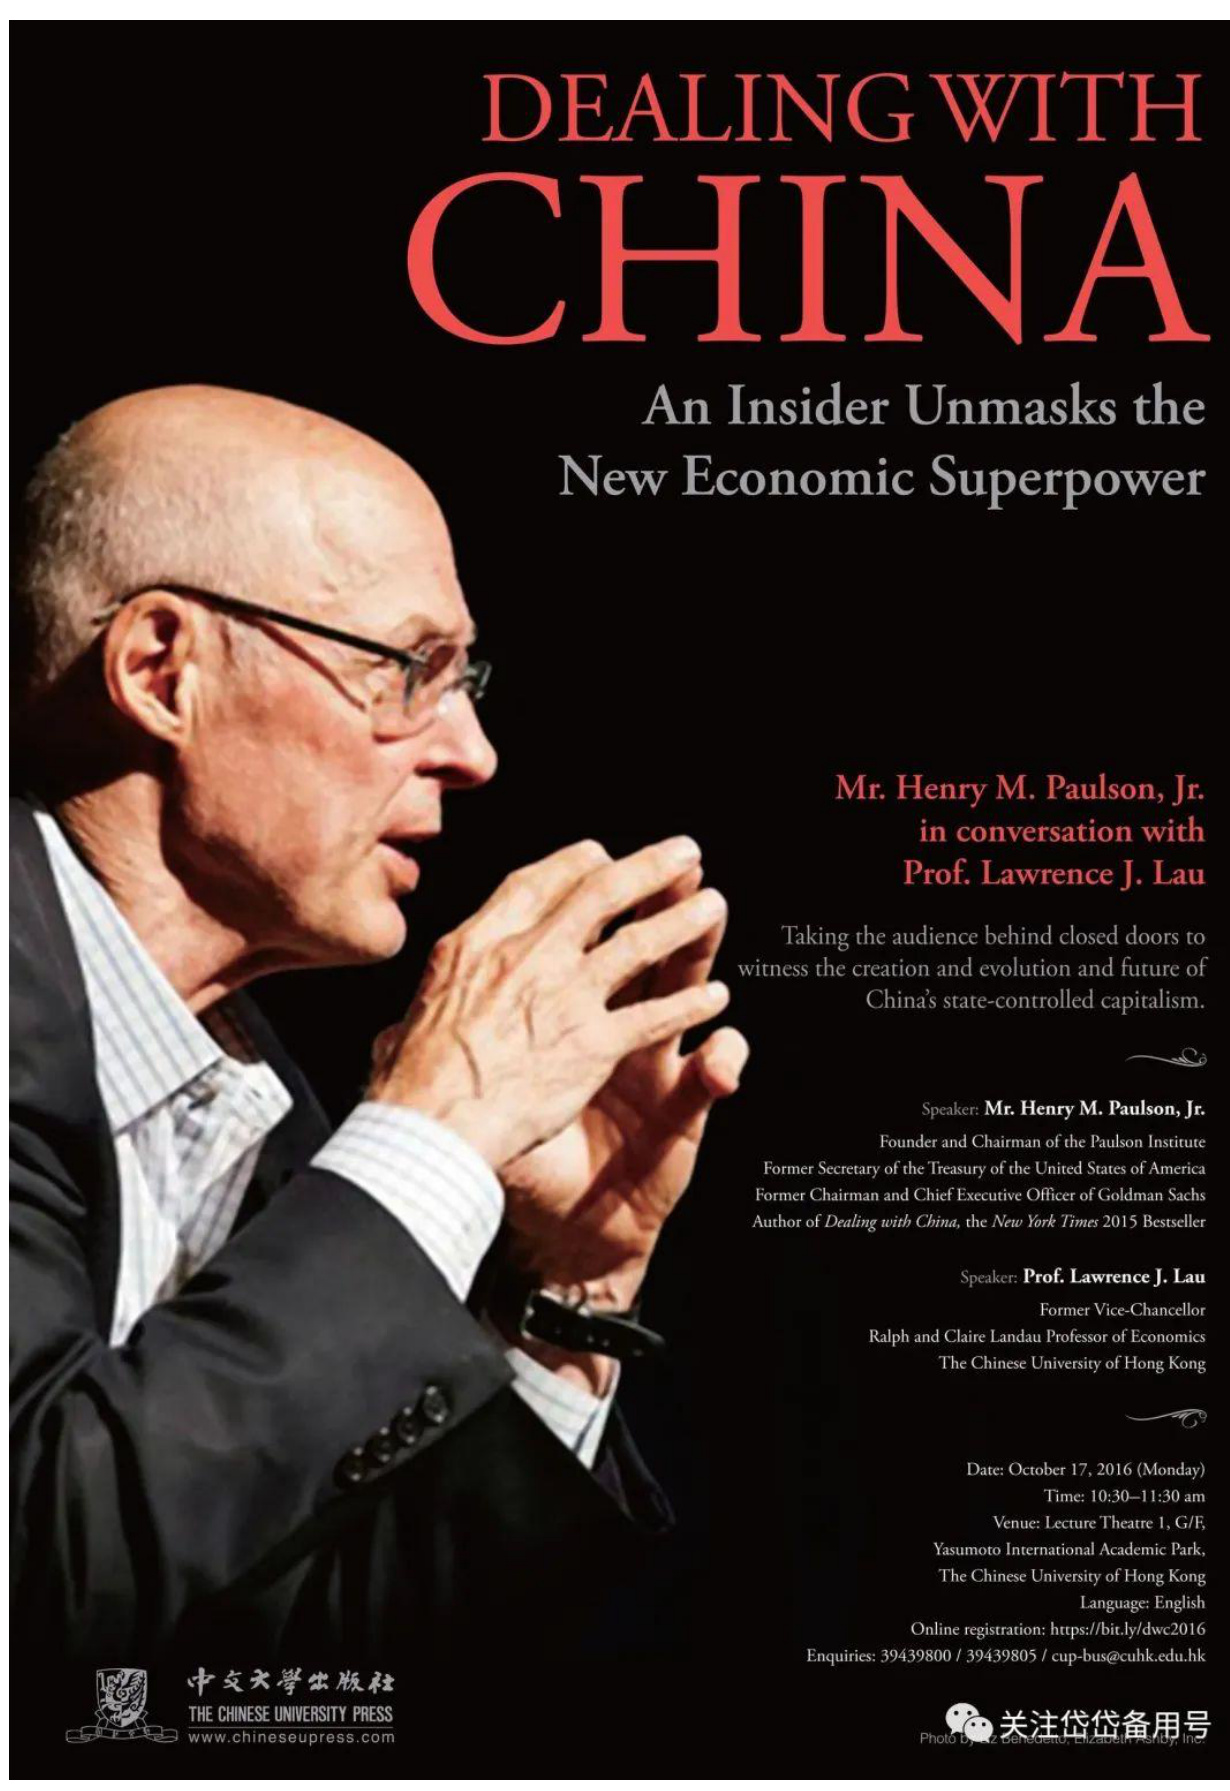 DEALING WITH
CHINA
An Insider Unmasks the
New Economic Superpower
Mr. Henry M. Paulson, Jr.
in conversation with
Prof. Lawrence J. Lau
Taking the audience behind closed doors to
witness the creation and evolution and future of
China's state-controlled capitalism.
Speaker: Mr. Henry M. Paulson, Jr.
Founder and Chairman of the Paulson Institute
Former Secretary of the Treasury of the United States of America
Former Chairman and Chief Executive Officer of Goldman Sachs
Author of Dealing with China, the New York Times 2015 Bestseller
Speaker: Prof. Lawrence J. Lau
Former Vice-Chancellor
Ralph and Claire Landau Professor of Economics
The Chinese University of Hong Kong
Date: October 17, 2016 (Monday)
Time: 10:30–11:30 am
Venue: Lecture Theatre 1, G/F,
Yasumoto International Academic Park,
The Chinese University of Hong Kong
Language: English
Online registration: https://bit.ly/dwc2016
Enquiries: 39439800 / 39439805 / cup-bus@cuhk.edu.hk
中文大學出版社
THE CHINESE UNIVERSITY PRESS
www.chineseupress.com
关注岱岱备用号
Photo by Benedetto, Elizabeth Ashby, Inc.